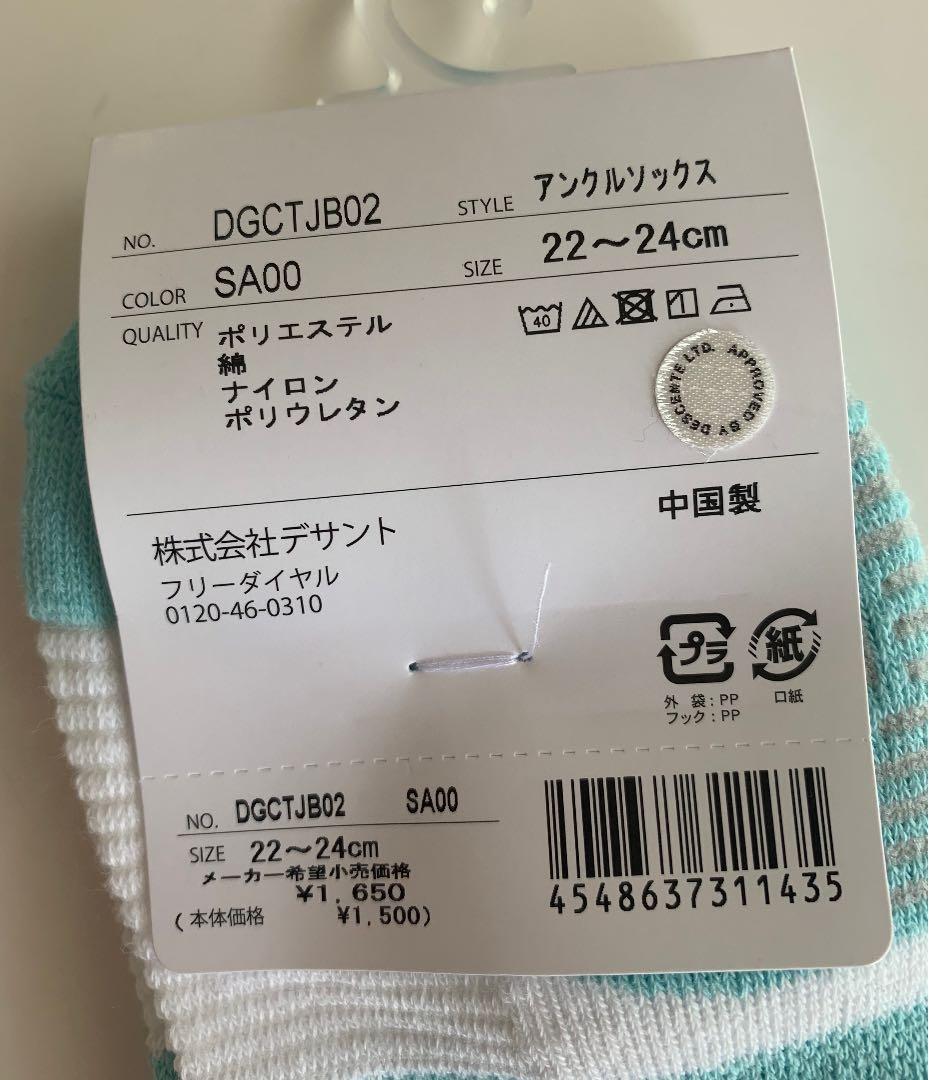 NO. DGCTJB02 STYLE アンクルソックス
COLOR SA00 SIZE 22～24cm
QUALITY ポリエステル
綿
ナイロン
ポリウレタン
40
APPROVED BY DESCENTE LTD.
中国製
株式会社デサント
フリーダイヤル
0120-46-0310
プラ
外 袋 : PP
フック : PP
紙
口紙
NO. DGCTJB02 SA00
SIZE 22～24cm
メーカー希望小売価格
¥1,650
(本体価格 ¥1,500)
4548637311435